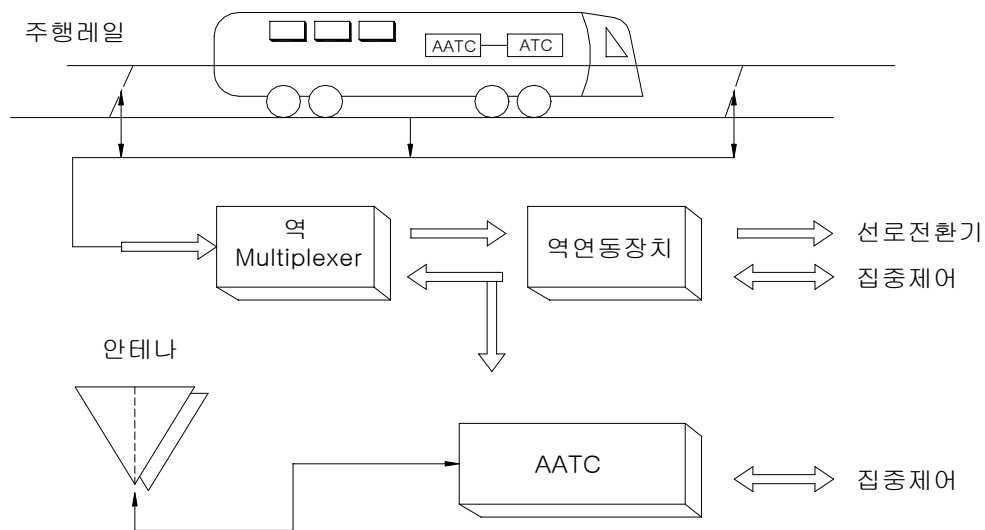 주행레일
AATC
ATC
역
Multiplexer
역연동장치
선로전환기
집중제어
안테나
AATC
집중제어